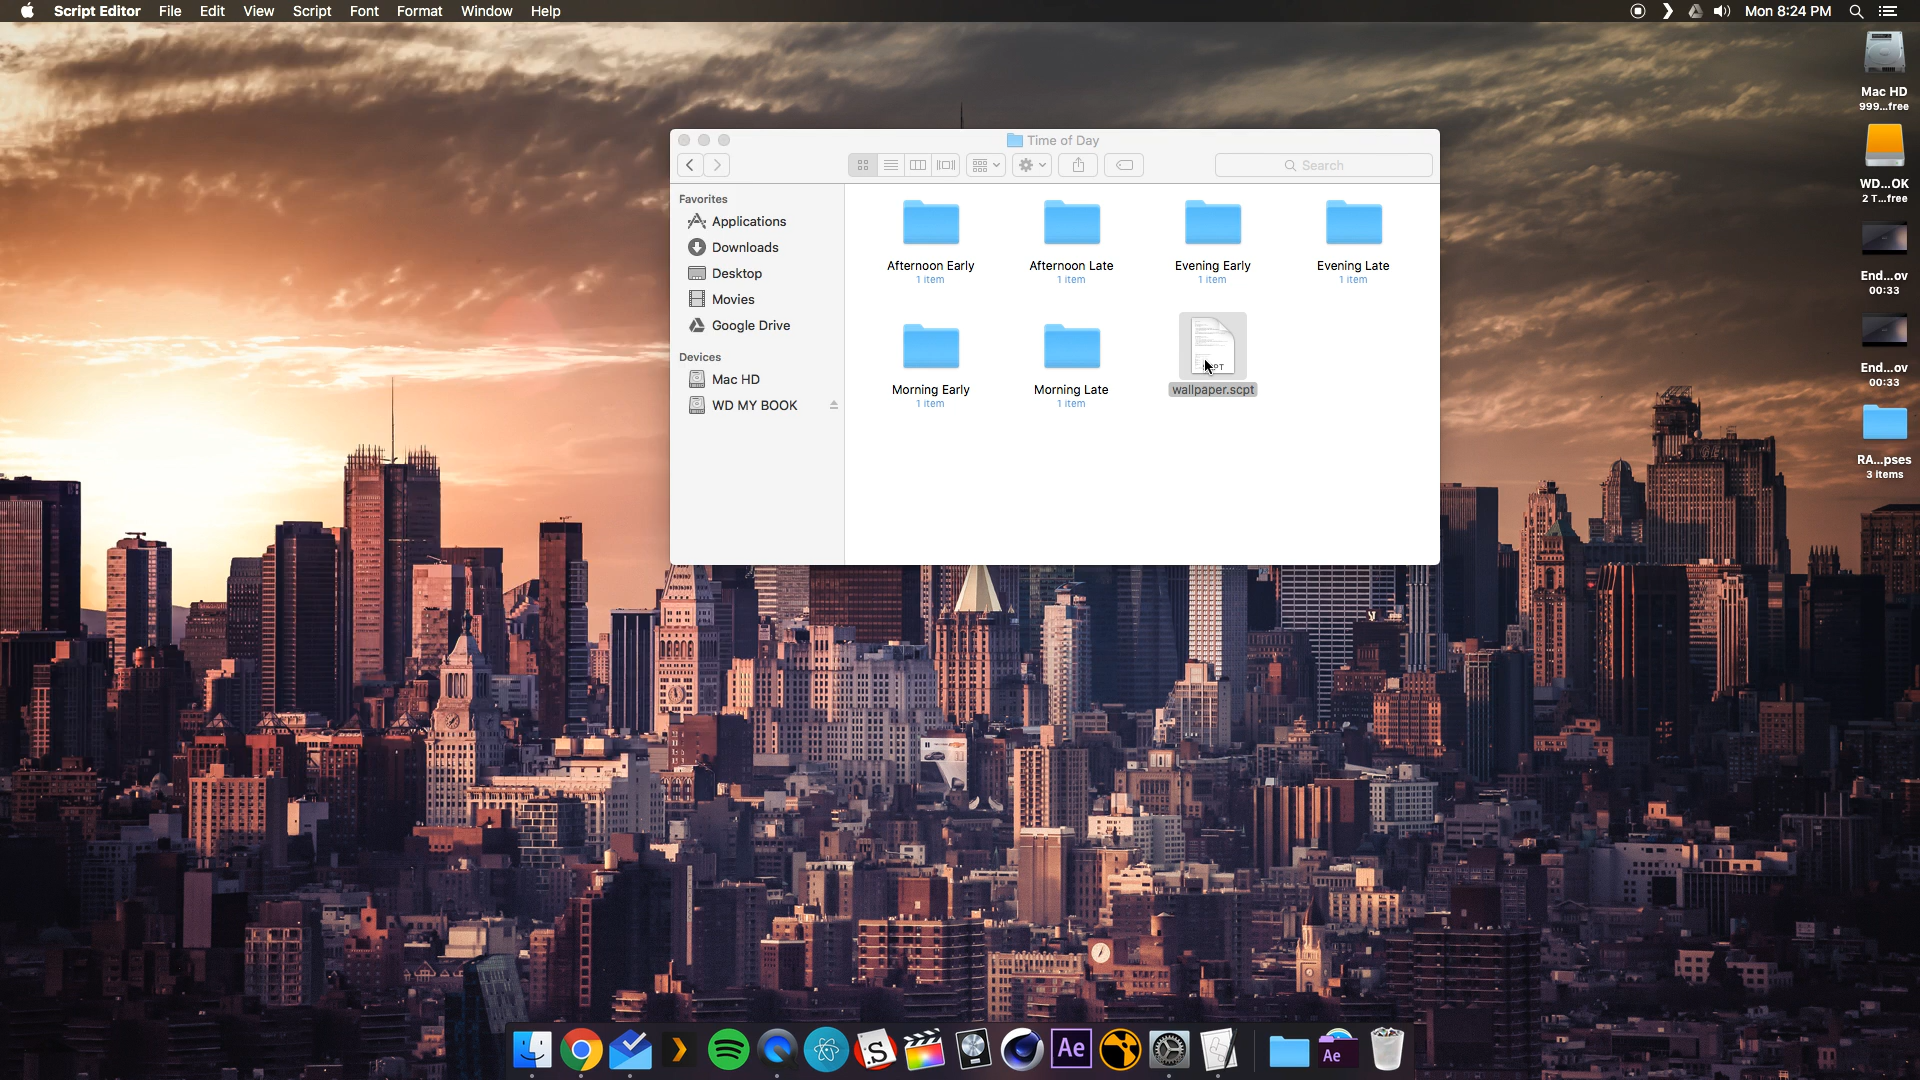 Script Editor File Edit View Script Font Format Window Help Mon 8:24 PM
Mac HD
999...free
WD...OK
2 T...free
End...ov
00:33
End...ov
00:33
RA...pses
3 items
Time of Day
Search
Favorites
Applications
Downloads
Desktop
Movies
Google Drive
Devices
Mac HD
WD MY BOOK
Afternoon Early
1 item
Afternoon Late
1 item
Evening Early
1 item
Evening Late
1 item
Morning Early
1 item
Morning Late
1 item
wallpaper.scpt
S
Ae
Ae